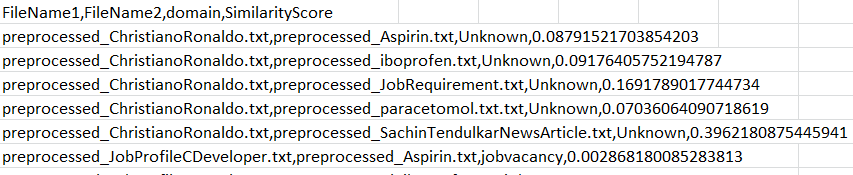 FileName1,FileName2,domain,SimilarityScore
preprocessed_ChristianoRonaldo.txt,preprocessed_Aspirin.txt,Unknown,0.08791521703854203
preprocessed_ChristianoRonaldo.txt,preprocessed_iboprofen.txt,Unknown,0.09176405752194787
preprocessed_ChristianoRonaldo.txt,preprocessed_JobRequirement.txt,Unknown,0.1691789017744734
preprocessed_ChristianoRonaldo.txt,preprocessed_paracetomol.txt.txt,Unknown,0.07036064090718619
preprocessed_ChristianoRonaldo.txt,preprocessed_SachinTendulkarNewsArticle.txt,Unknown,0.3962180875445941
preprocessed_JobProfileCDeveloper.txt,preprocessed_Aspirin.txt,jobvacancy,0.002868180085283813